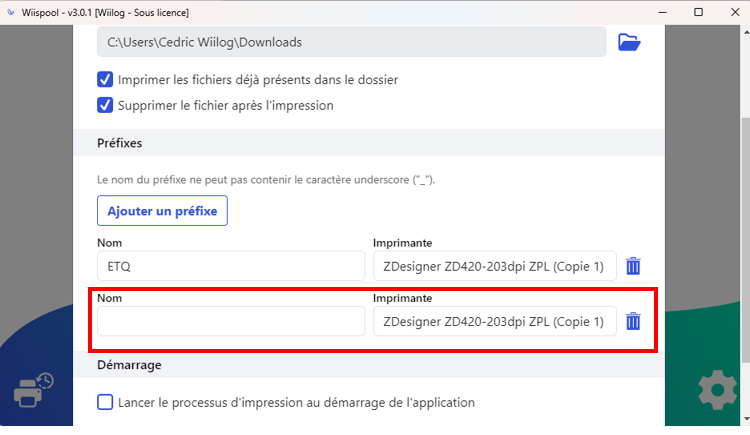 Wiispool - v3.0.1 [Wiilog - Sous licence]
C:\Users\Cedric Wiilog\Downloads
Imprimer les fichiers déjà présents dans le dossier
Supprimer le fichier après l'impression
Préfixes
Le nom du préfixe ne peut pas contenir le caractère underscore ("_").
Ajouter un préfixe
Nom Imprimante
ETQ ZDesigner ZD420-203dpi ZPL (Copie 1)
Nom Imprimante
ZDesigner ZD420-203dpi ZPL (Copie 1)
Démarrage
Lancer le processus d'impression au démarrage de l'application